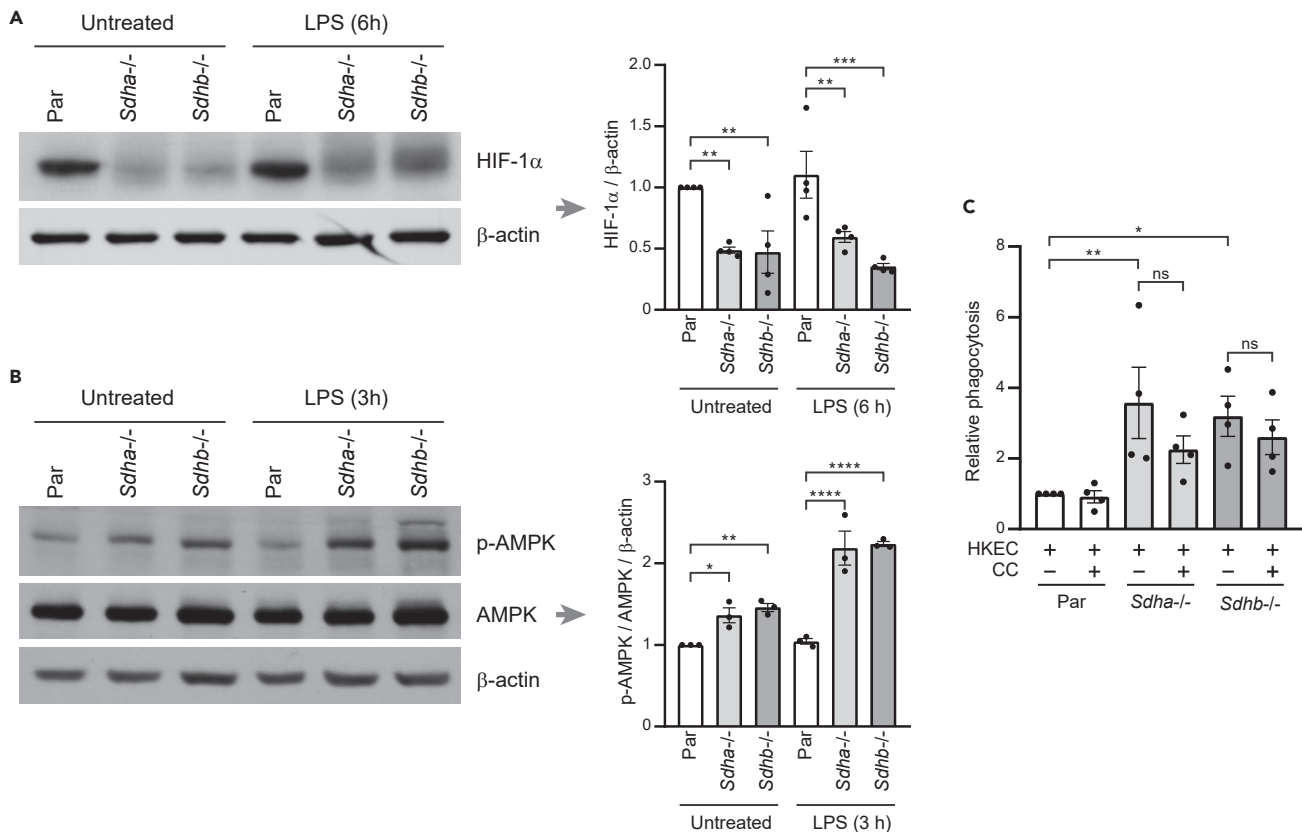 A
Untreated
LPS (6h)
Par
Sdha-/-
Sdhb-/-
Par
Sdha-/-
Sdhb-/-
HIF-1α
β-actin
HIF-1α / β-actin
2.0
1.5
1.0
0.5
0
**
**
**
***
Par
Sdha-/-
Sdhb-/-
Par
Sdha-/-
Sdhb-/-
Untreated
LPS (6 h)
B
Untreated
LPS (3h)
Par
Sdha-/-
Sdhb-/-
Par
Sdha-/-
Sdhb-/-
p-AMPK
AMPK
β-actin
p-AMPK / AMPK / β-actin
3
2
1
0
*
**
****
****
Par
Sdha-/-
Sdhb-/-
Par
Sdha-/-
Sdhb-/-
Untreated
LPS (3 h)
C
Relative phagocytosis
8
6
4
2
0
*
**
ns
ns
HKEC + + + + + +
CC – + – + – +
Par Sdha-/- Sdhb-/-